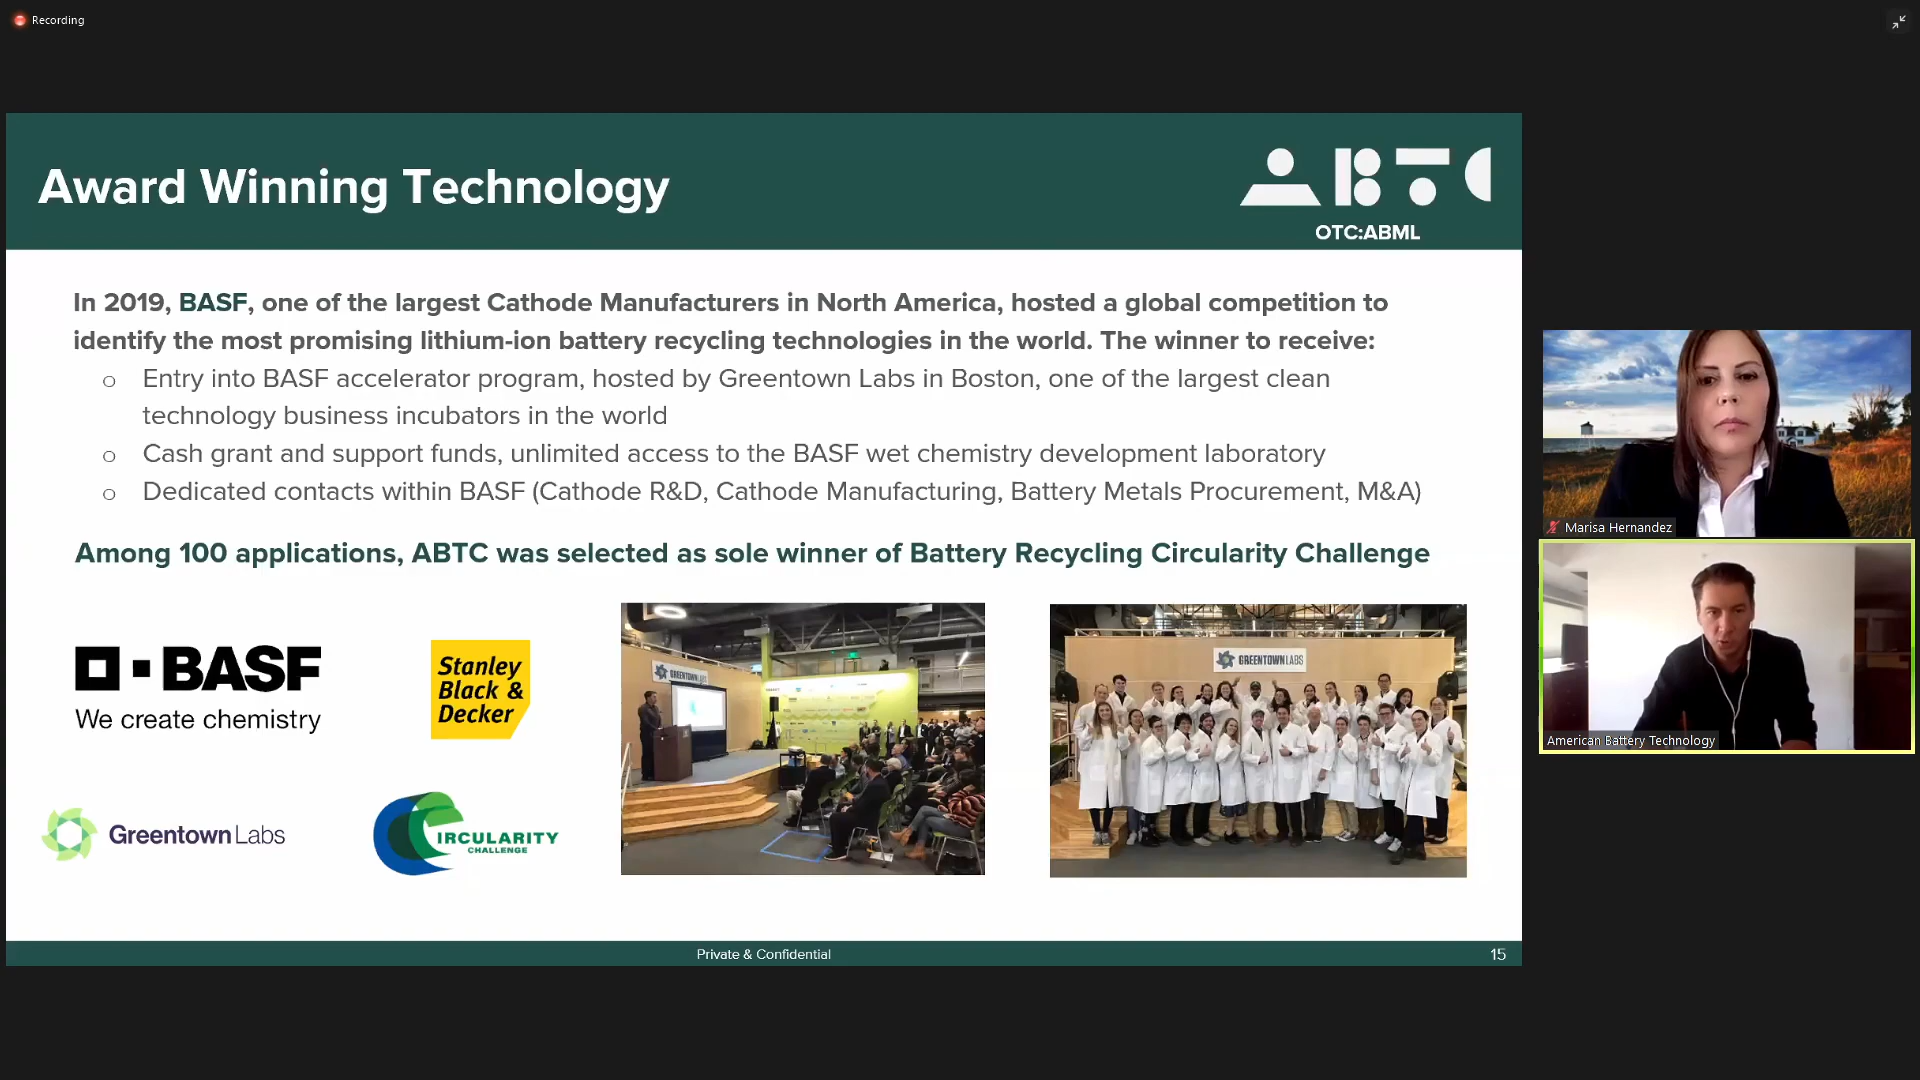 Recording
Award Winning Technology
ABTC
OTC:ABML
In 2019, BASF, one of the largest Cathode Manufacturers in North America, hosted a global competition to
identify the most promising lithium-ion battery recycling technologies in the world. The winner to receive:
o Entry into BASF accelerator program, hosted by Greentown Labs in Boston, one of the largest clean
technology business incubators in the world
o Cash grant and support funds, unlimited access to the BASF wet chemistry development laboratory
o Dedicated contacts within BASF (Cathode R&D, Cathode Manufacturing, Battery Metals Procurement, M&A)
Among 100 applications, ABTC was selected as sole winner of Battery Recycling Circularity Challenge
BASF
We create chemistry
Stanley
Black &
Decker
Greentown Labs
CIRCULARITY
CHALLENGE
GREENTOWN LABS
GREENTOWN LABS
Private & Confidential
15
Marisa Hernandez
American Battery Technology